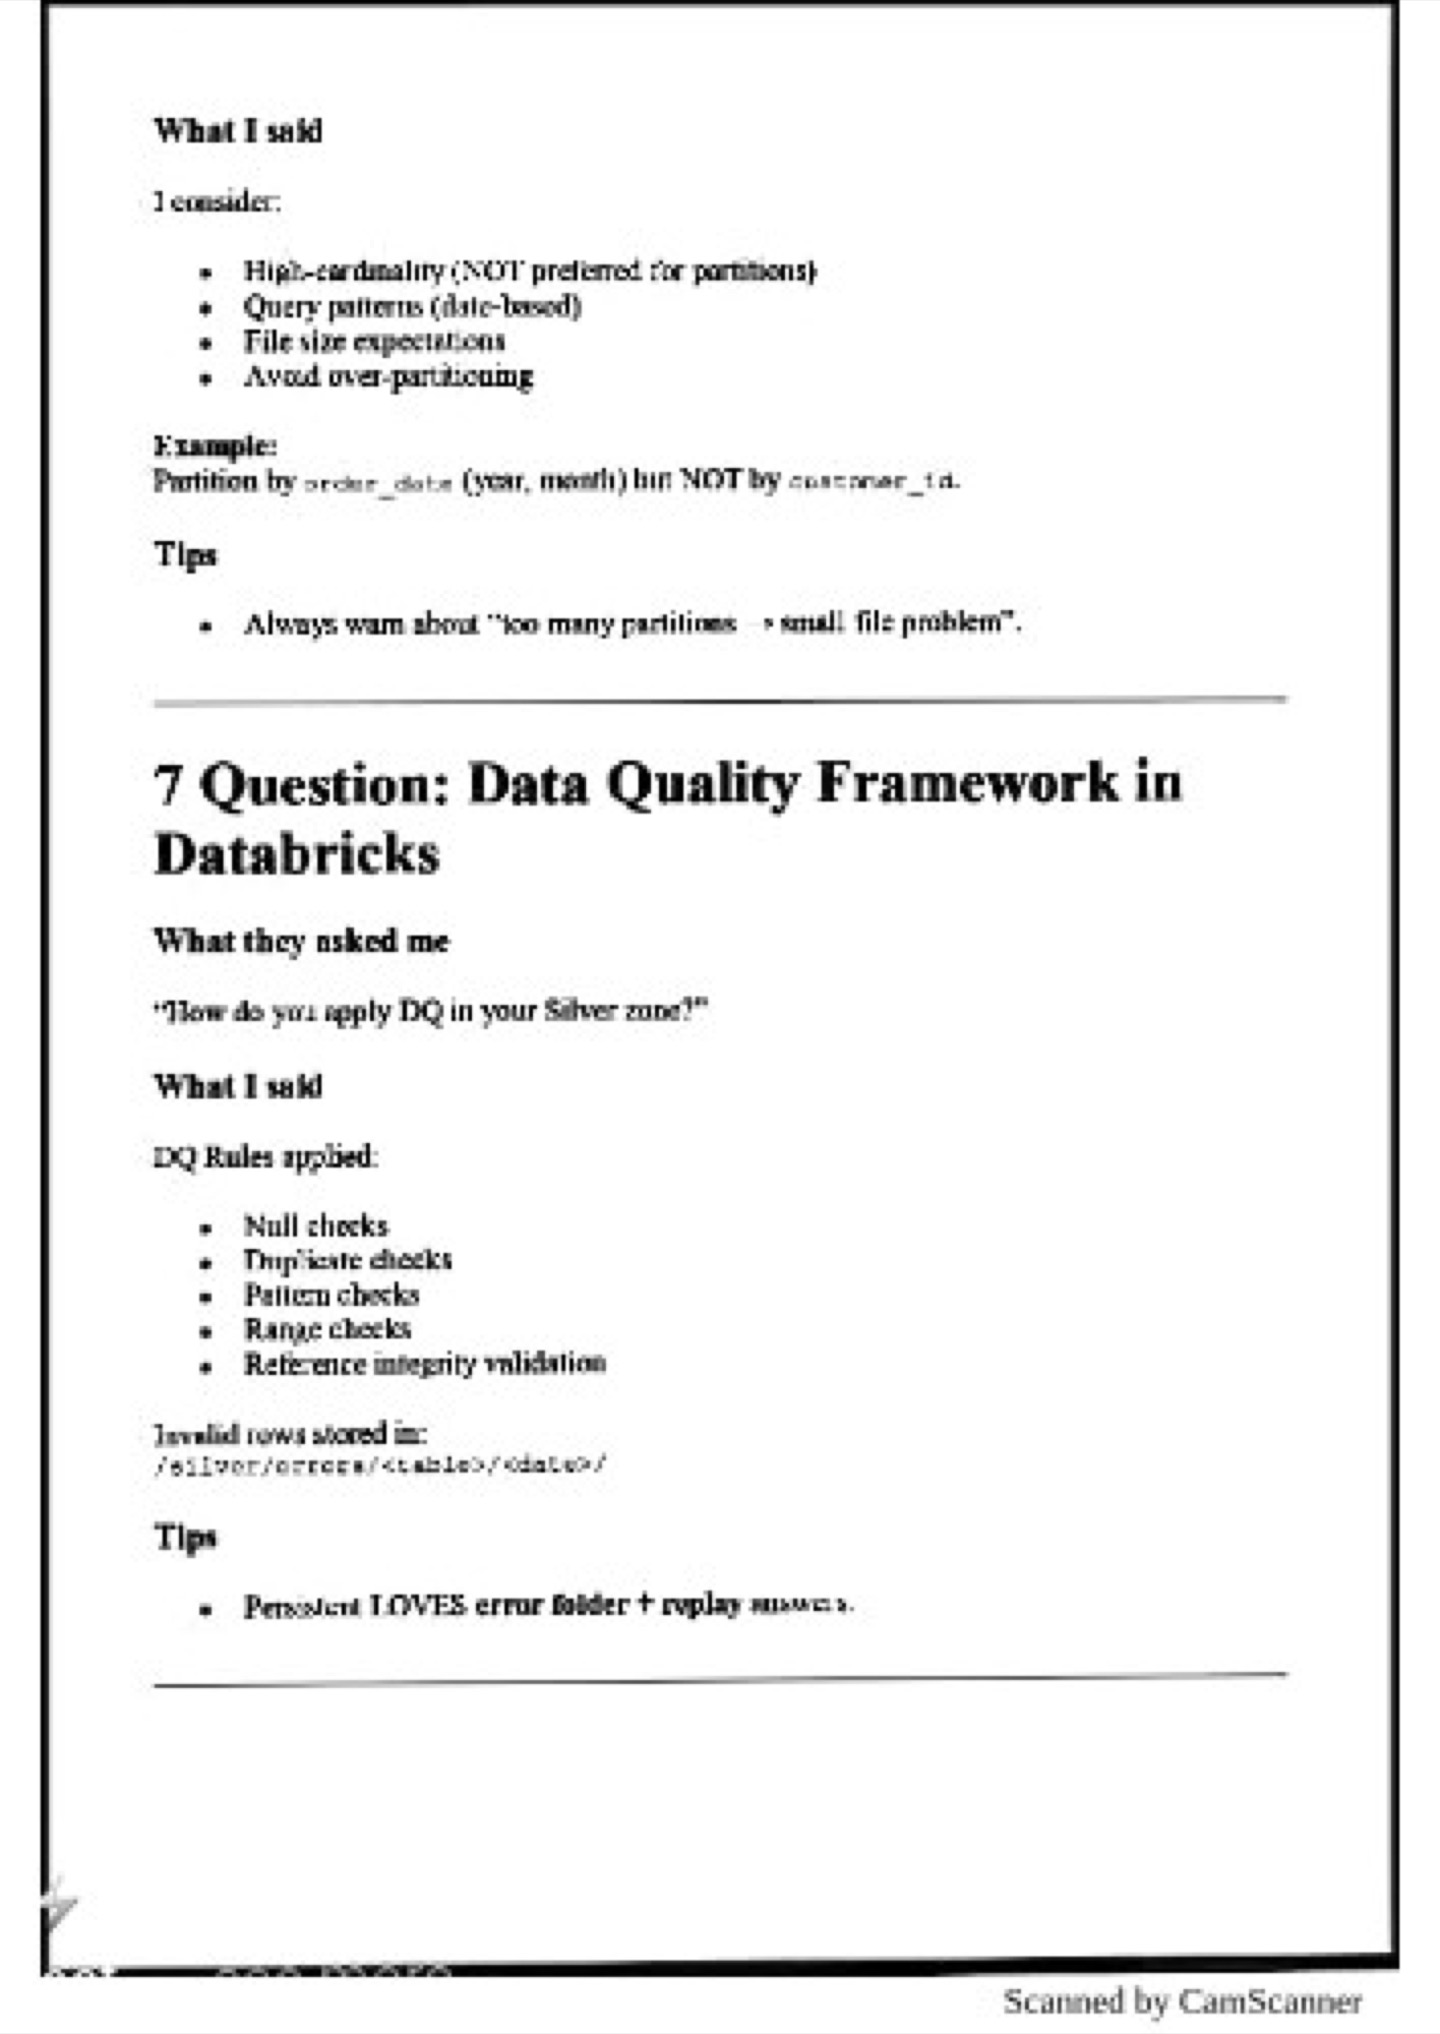 What I said
I consider:
• High-cardinality (NOT preferred for partitions)
• Query patterns (date-based)
• File size expectations
• Avoid over-partitioning
Example:
Partition by order_date (year, month) but NOT by customer_id.
Tips
• Always warn about “too many partitions → small file problem”.
7 Question: Data Quality Framework in
Databricks
What they asked me
“How do you apply DQ in your Silver zone?”
What I said
DQ Rules applied:
• Null checks
• Duplicate checks
• Pattern checks
• Range checks
• Reference integrity validation
Invalid rows stored in:
/silver/errors/<table>/<date>/
Tips
• Persistent LOVES error folder + replay answers.
Scanned by CamScanner